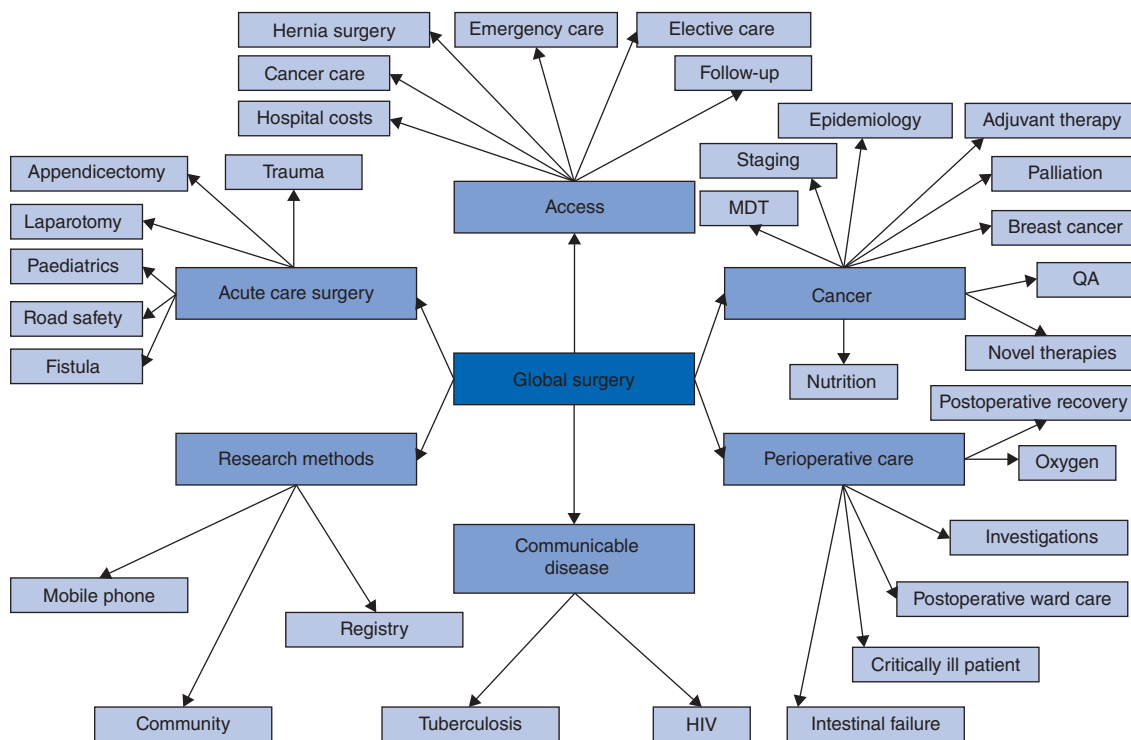 Hernia surgery
Emergency care
Elective care
Cancer care
Follow-up
Hospital costs
Epidemiology
Adjuvant therapy
Appendicectomy
Trauma
Staging
Palliation
Access
MDT
Laparotomy
Breast cancer
Paediatrics
Acute care surgery
Cancer
QA
Road safety
Novel therapies
Fistula
Global surgery
Nutrition
Postoperative recovery
Research methods
Perioperative care
Oxygen
Communicable
disease
Investigations
Mobile phone
Postoperative ward care
Registry
Critically ill patient
Community
Tuberculosis
HIV
Intestinal failure